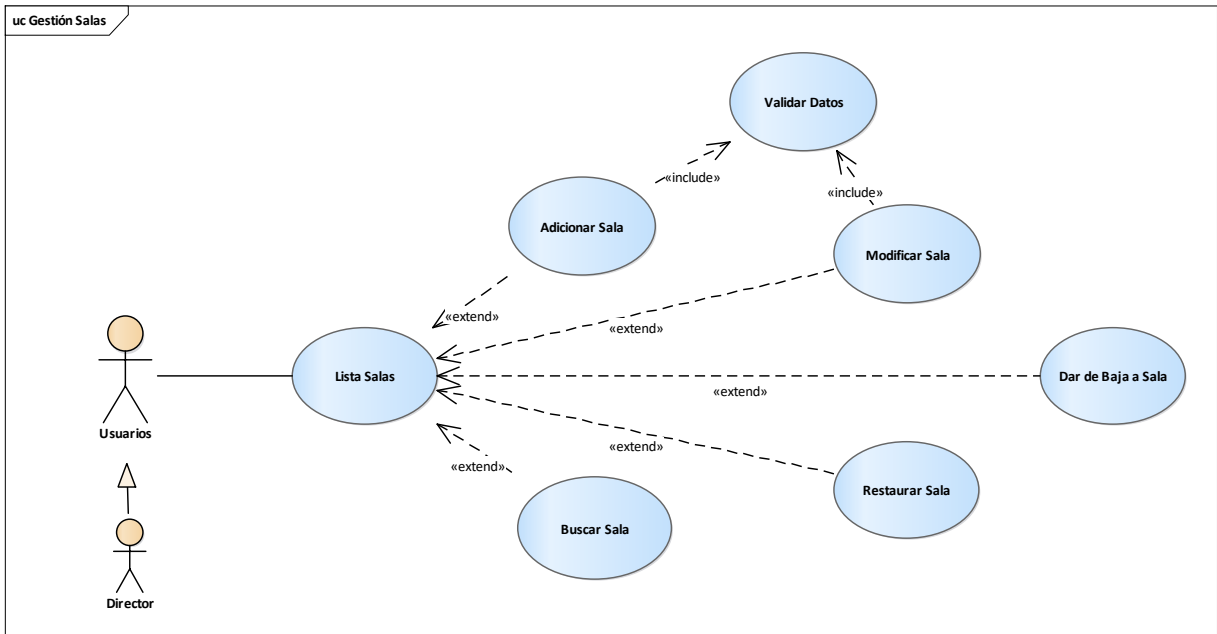 uc Gestión Salas
Validar Datos
«include»
«include»
Adicionar Sala
Modificar Sala
«extend»
«extend»
Lista Salas
Dar de Baja a Sala
«extend»
Usuarios
«extend»
«extend»
Restaurar Sala
Buscar Sala
Director